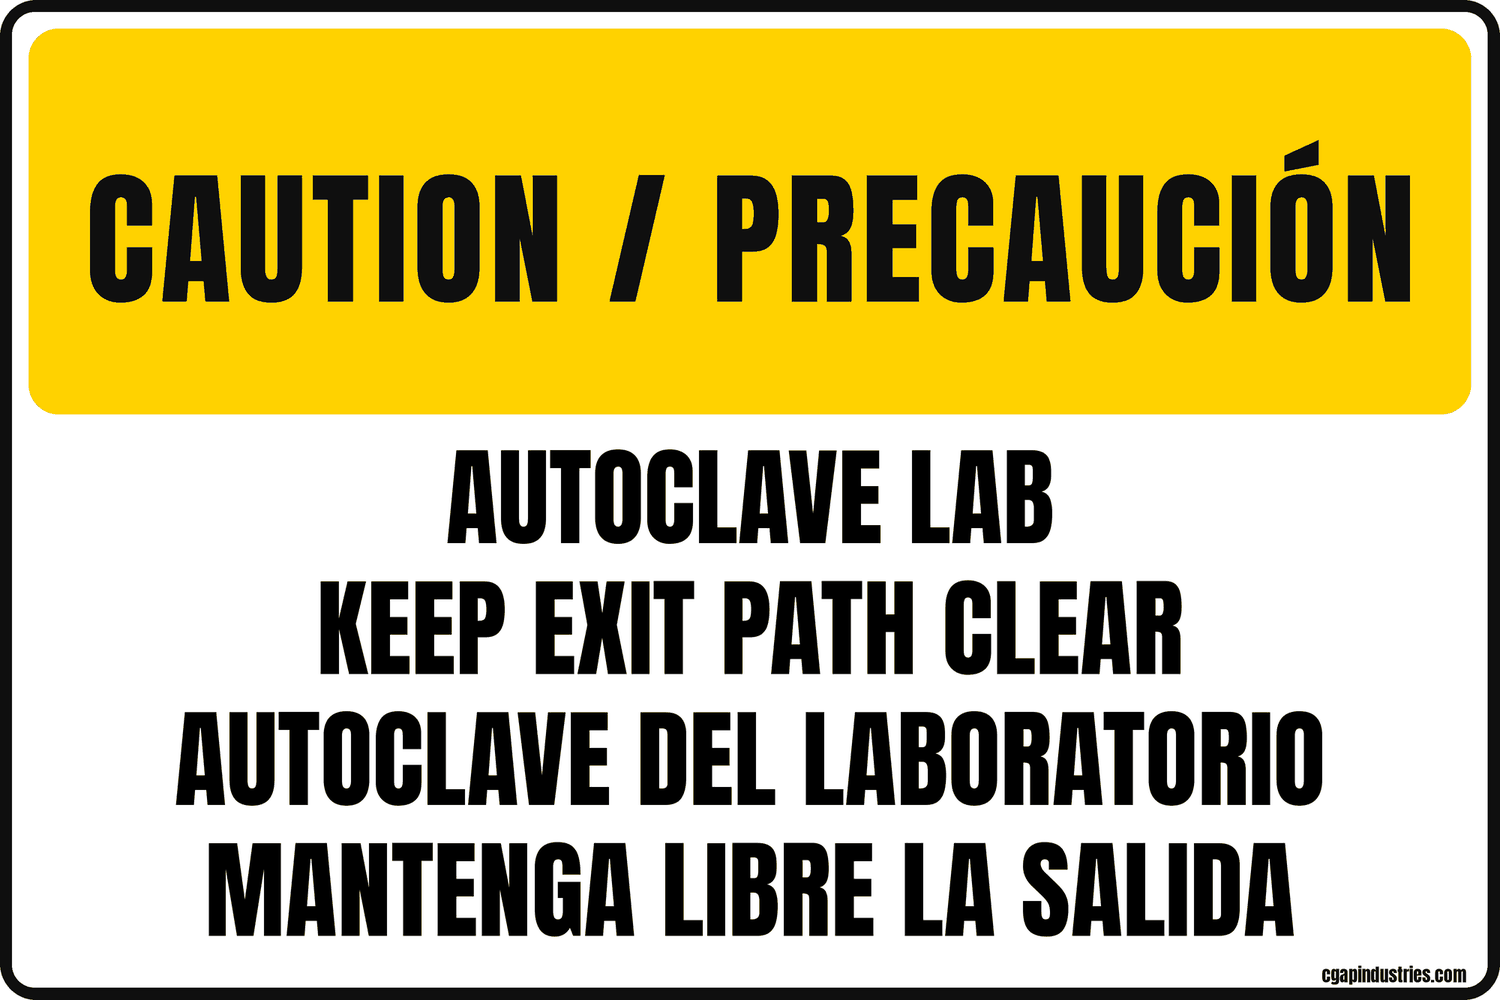 CAUTION / PRECAUCIÓN
AUTOCLAVE LAB
KEEP EXIT PATH CLEAR
AUTOCLAVE DEL LABORATORIO
MANTENGA LIBRE LA SALIDA
cgapindustries.com